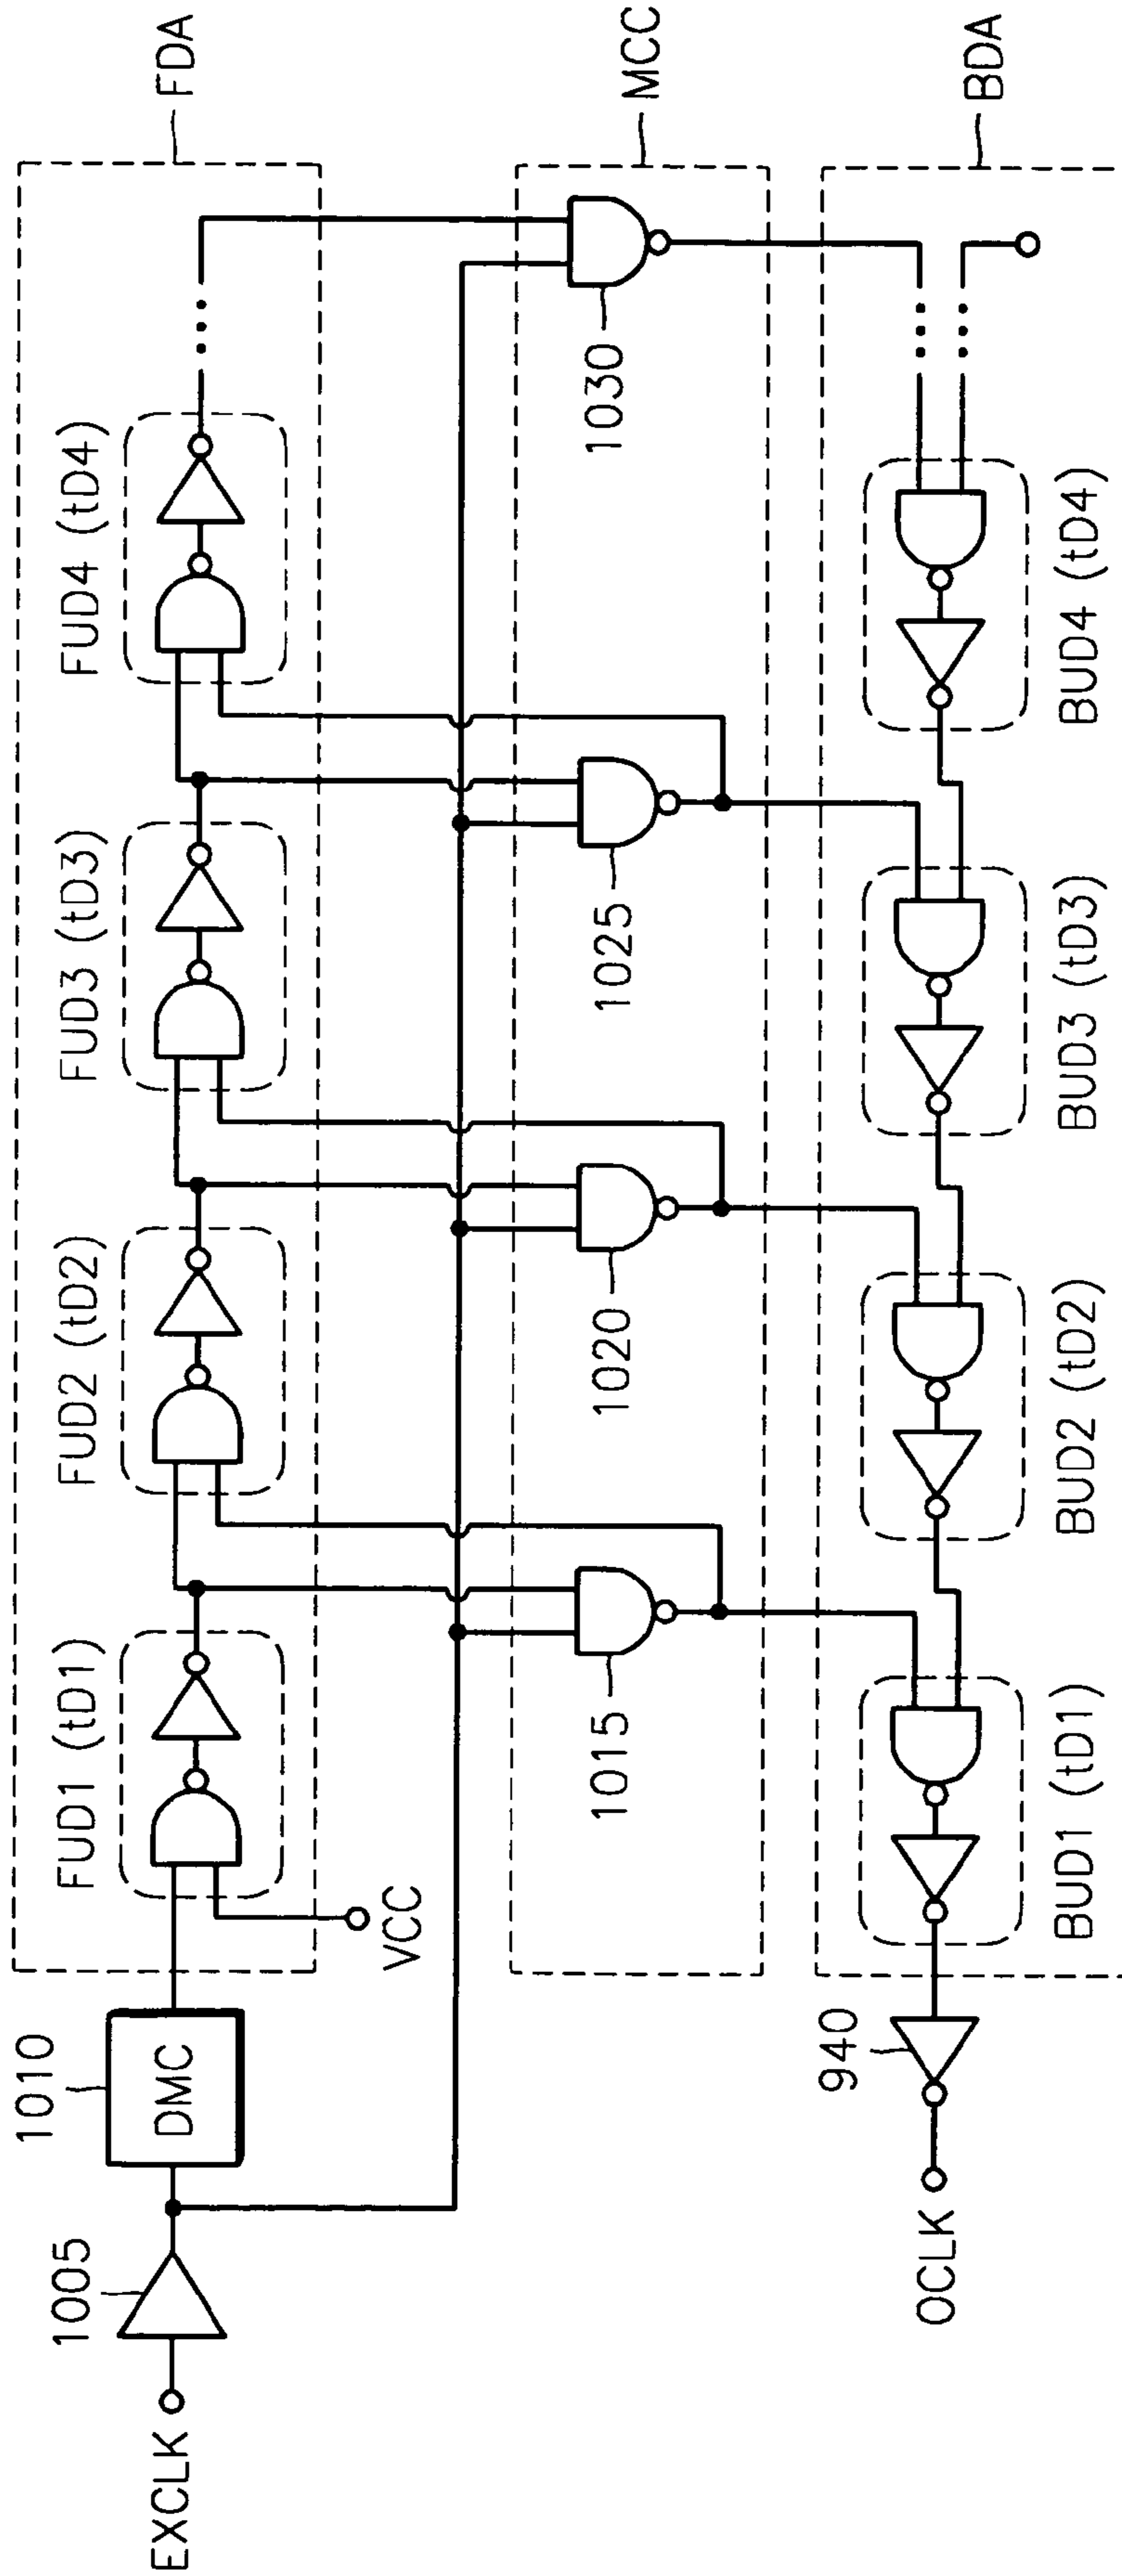 FDA
FUD1 (tD1)
FUD2 (tD2)
FUD3 (tD3)
FUD4 (tD4)
1010
DMC
1005
EXCLK
VCC
MCC
1015
1020
1025
1030
BDA
940
OCLK
BUD1 (tD1)
BUD2 (tD2)
BUD3 (tD3)
BUD4 (tD4)